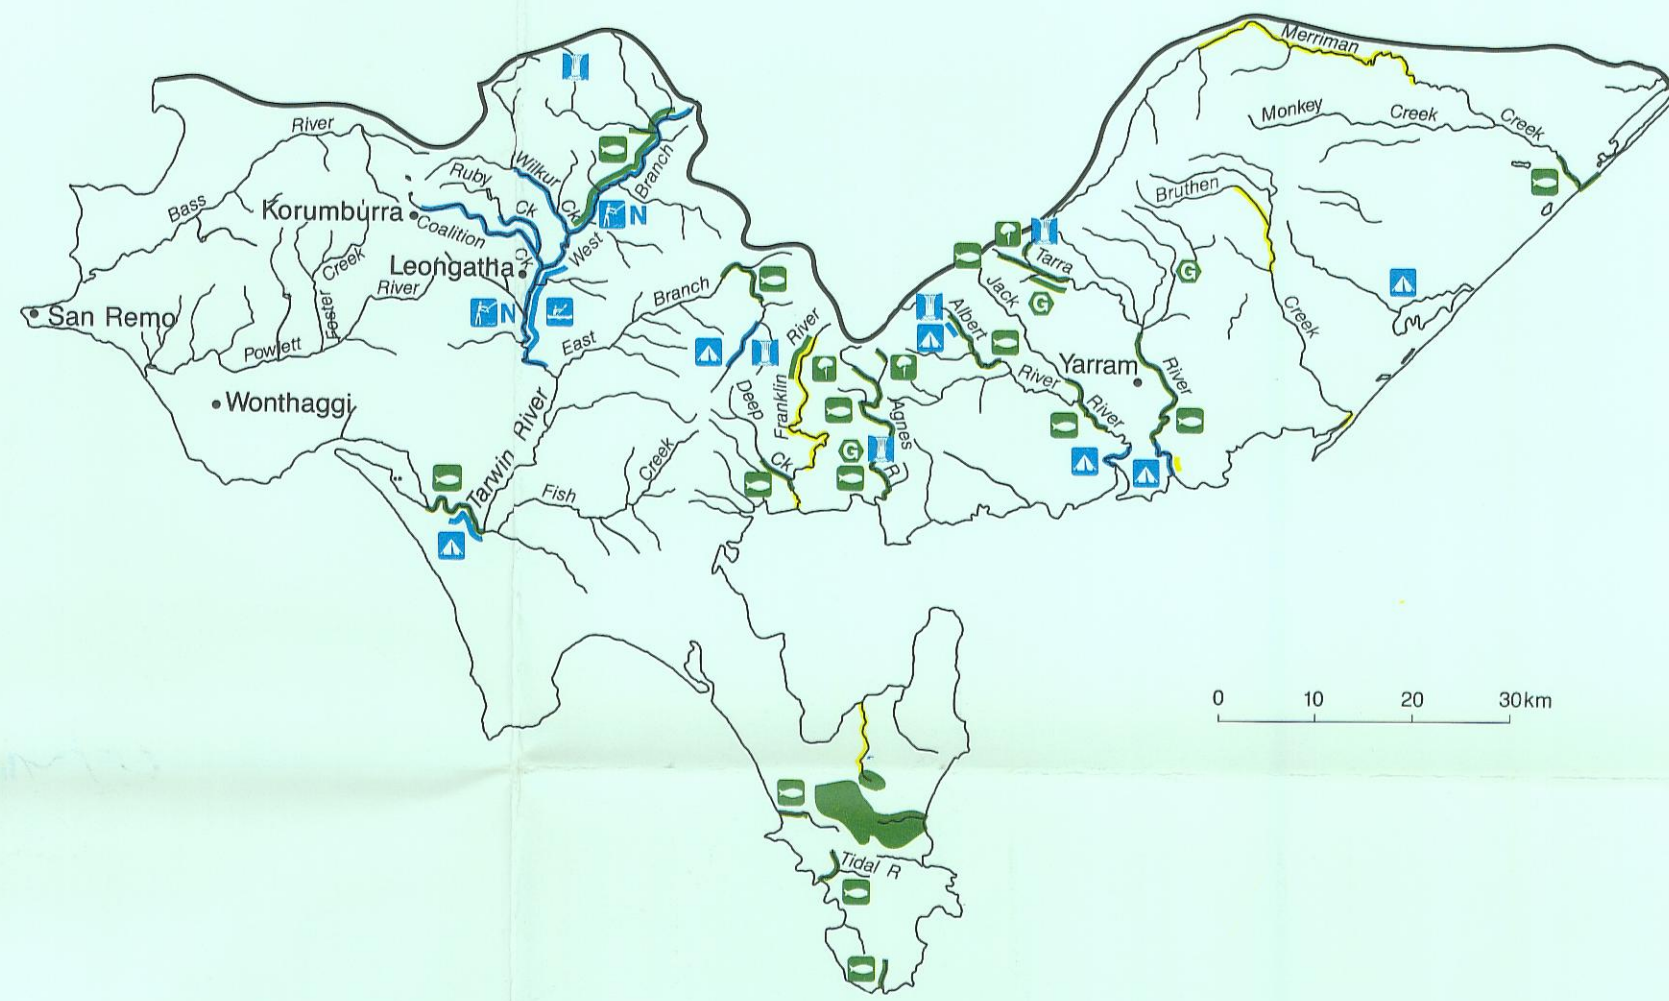 Merriman
Monkey
Creek
Creek
River
Wilkur
Ck
Ruby
Ck
Branch
West
N
Bass
Korumburra
Coalition
Ck
Bruthen
Creek
Tarra
River
G
G
Jack
River
Albert
River
Leongatha
N
Creek
Foster
River
Powlett
San Remo
Branch
East
River
Franklin
Deep
Ck
Agnes
R
G
Yarram
Wonthaggi
River
Tarwin
Fish
Creek
0 10 20 30km
Tidal R